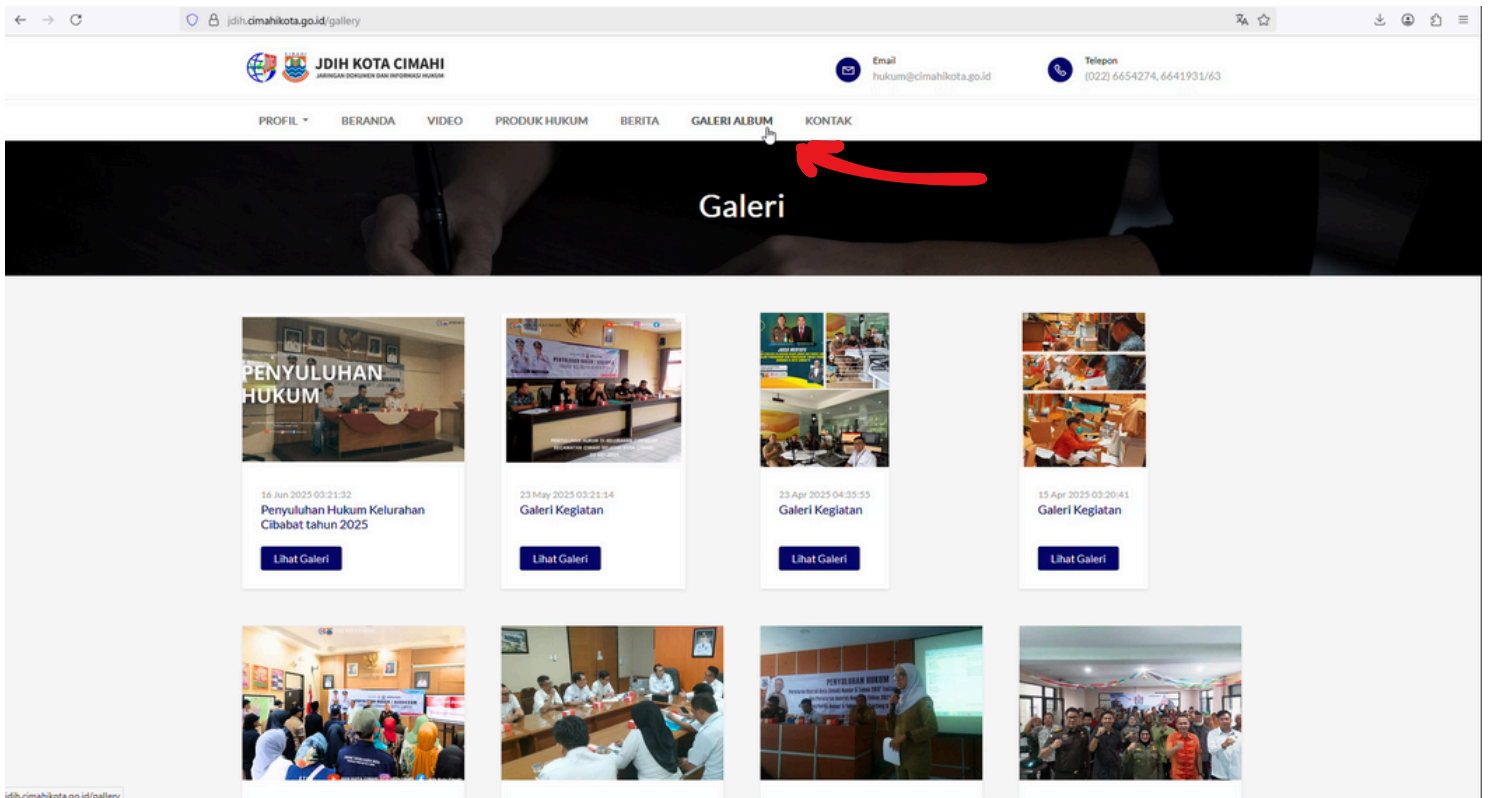 jdih.cimahikota.go.id/gallery
JDIH KOTA CIMAHI
JARINGAN DOKUMEN DAN INFORMASI HUKUM
Email
hukum@cimahikota.go.id
Telepon
(022) 6654274, 6641931/63
PROFIL BERANDA VIDEO PRODUK HUKUM BERITA GALERI ALBUM KONTAK
Galeri
PENYULUHAN
HUKUM
PENYULUHAN HUKUM DI KELURAHAN
16 Jun 2025 03:21:32
Penyuluhan Hukum Kelurahan
Cibabat tahun 2025
Lihat Galeri
23 May 2025 03:21:14
Galeri Kegiatan
Lihat Galeri
23 Apr 2025 04:35:55
Galeri Kegiatan
Lihat Galeri
15 Apr 2025 03:20:41
Galeri Kegiatan
Lihat Galeri
PENYULUHAN HUKUM
jdih.cimahikota.go.id/gallery